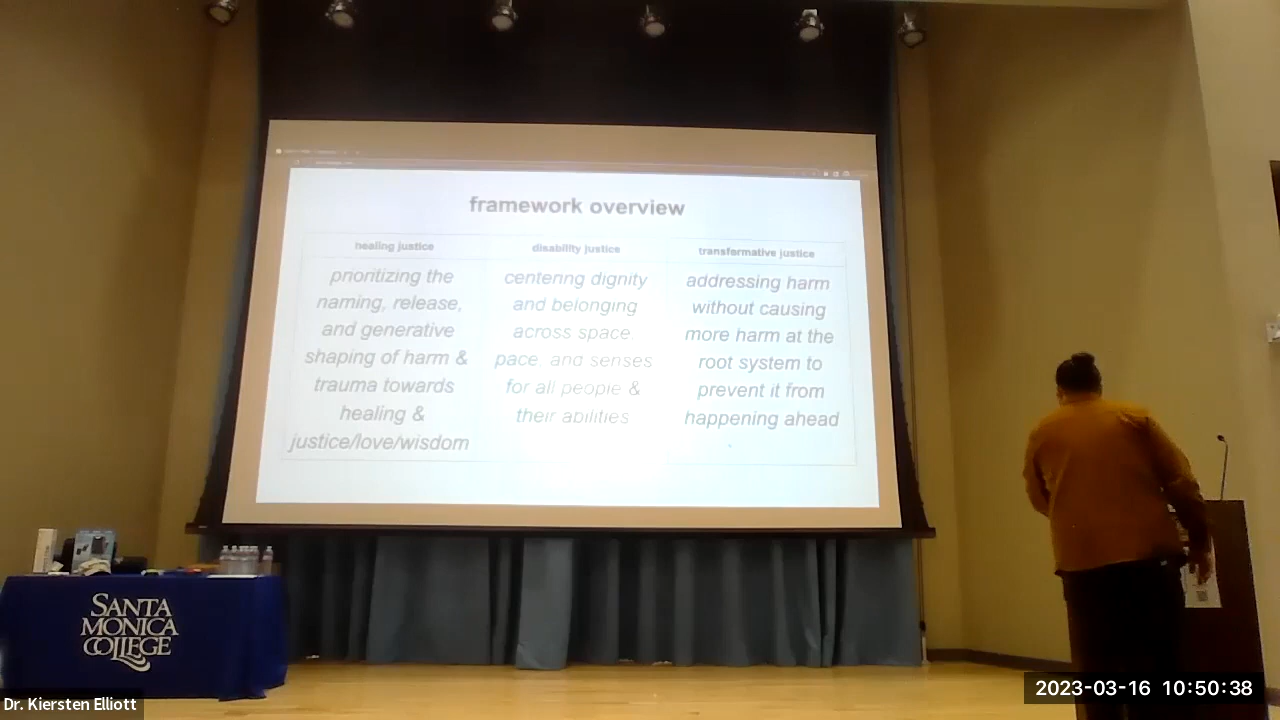 framework overview
healing justice
prioritizing the
naming, release,
and generative
shaping of harm &
trauma towards
healing &
justice/love/wisdom
disability justice
centering dignity
and belonging
across space,
pace, and senses
for all people &
their abilities
transformative justice
addressing harm
without causing
more harm at the
root system to
prevent it from
happening ahead
SANTA
MONICA
COLLEGE
Dr. Kiersten Elliott
2023-03-16 10:50:38